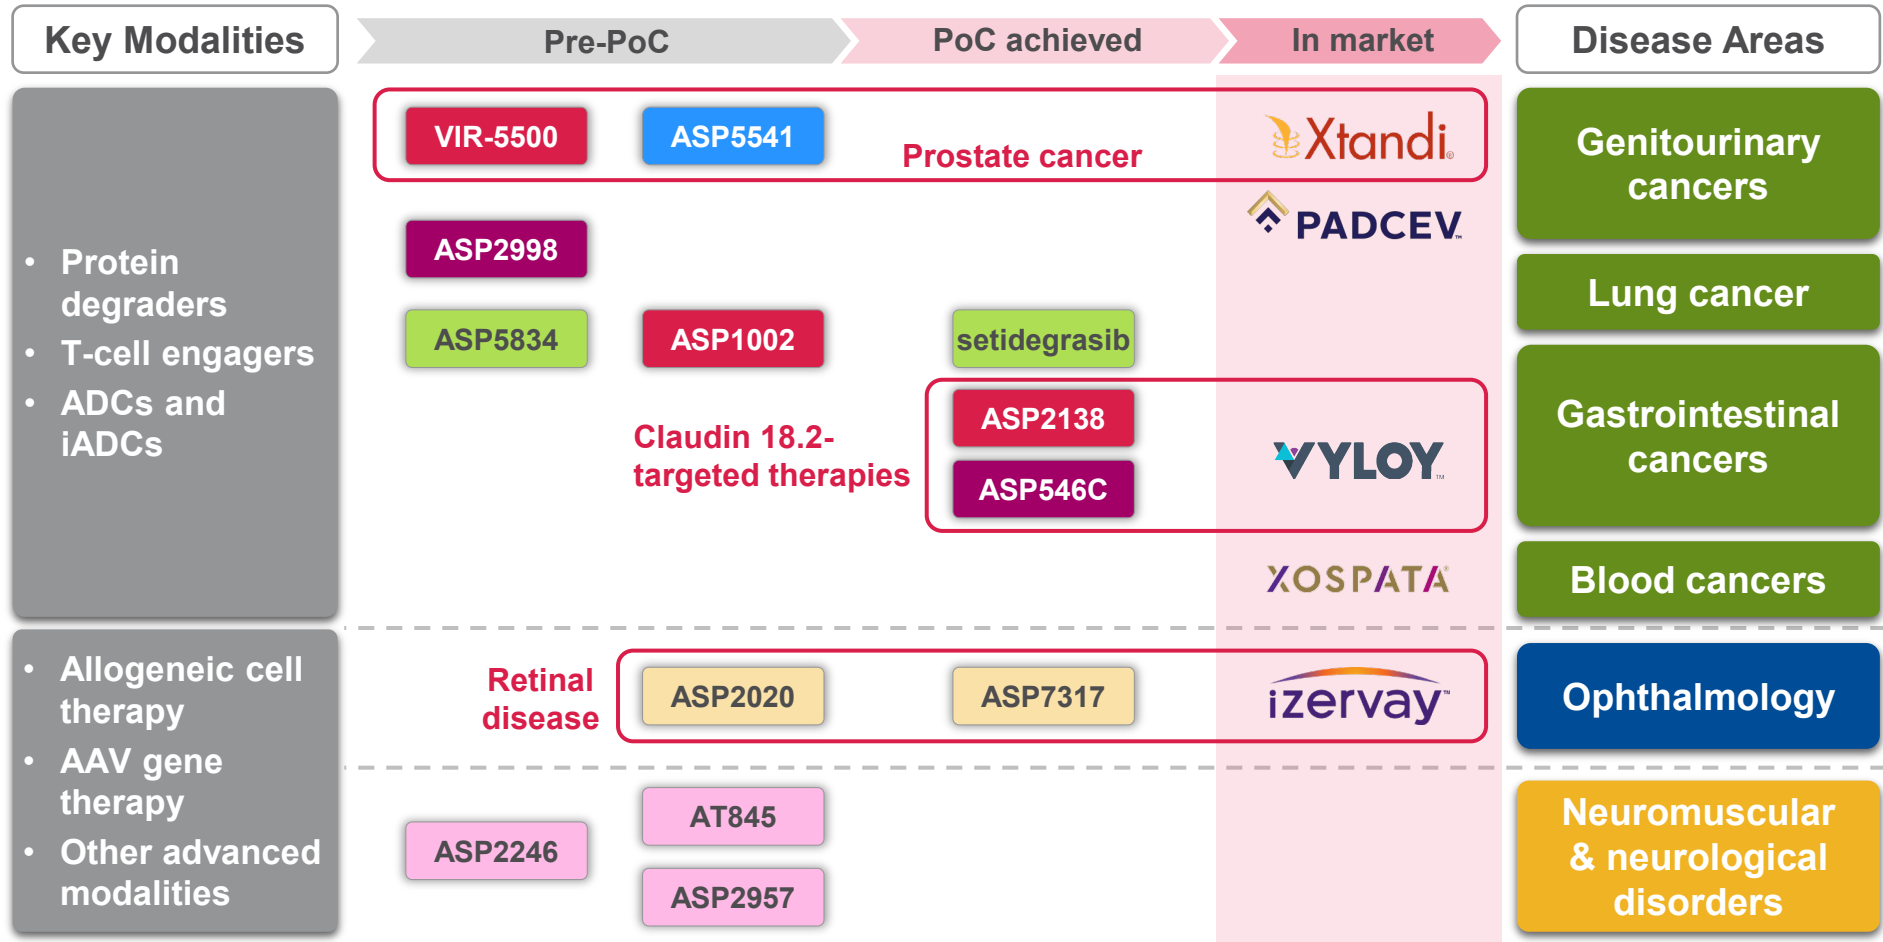 Key Modalities
Pre-PoC
PoC achieved
In market
Disease Areas
• Protein
degraders
• T-cell engagers
• ADCs and
iADCs
VIR-5500
ASP5541
Prostate cancer
Xtandi®
PADCEV™
ASP2998
ASP5834
ASP1002
setidegrasib
Claudin 18.2-
targeted therapies
ASP2138
ASP546C
VYLOY™
XOSPATA®
Genitourinary
cancers
Lung cancer
Gastrointestinal
cancers
Blood cancers
• Allogeneic cell
therapy
• AAV gene
therapy
• Other advanced
modalities
Retinal
disease
ASP2020
ASP7317
izervay™
Ophthalmology
ASP2246
AT845
ASP2957
Neuromuscular
& neurological
disorders